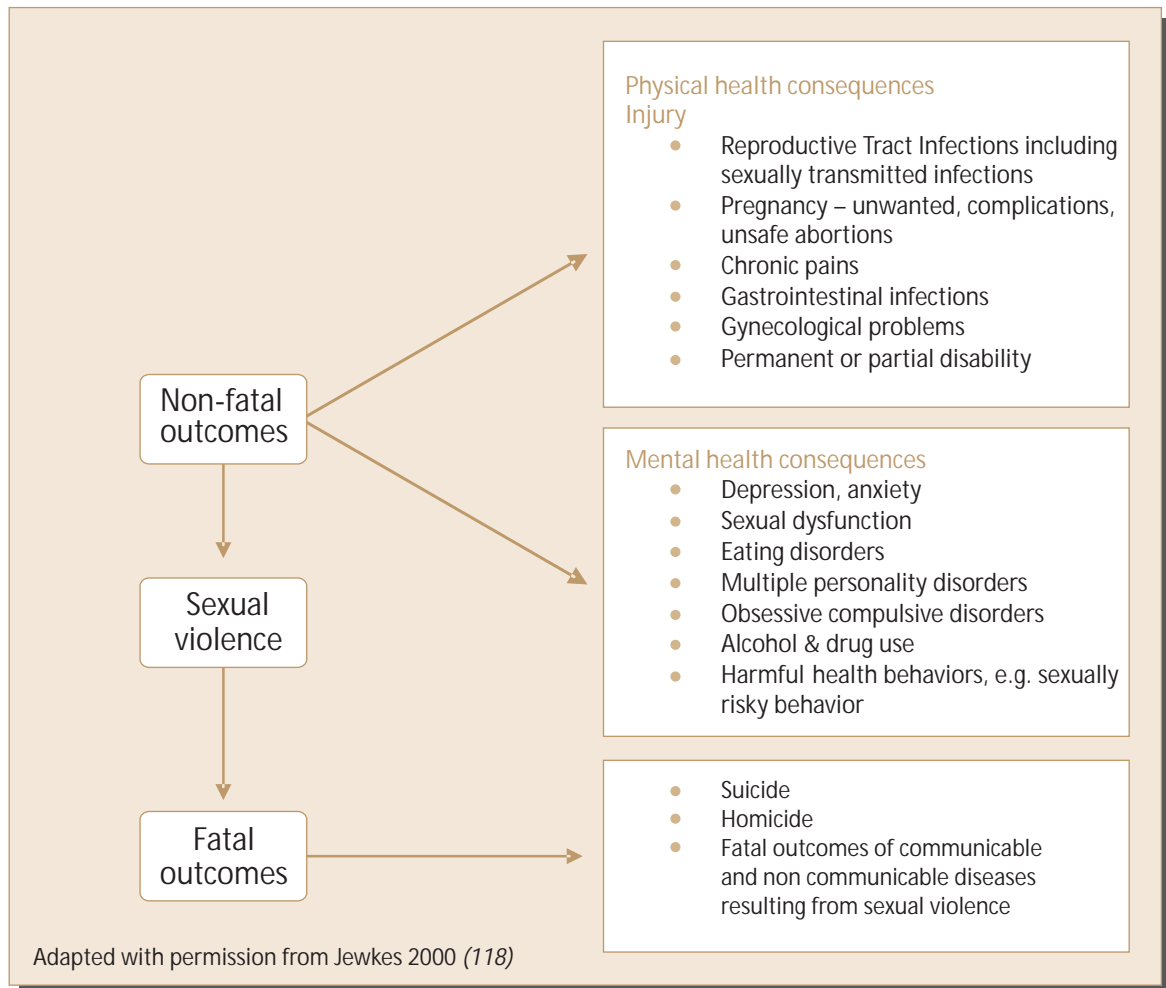 Physical health consequences
Injury
● Reproductive Tract Infections including
sexually transmitted infections
● Pregnancy – unwanted, complications,
unsafe abortions
● Chronic pains
● Gastrointestinal infections
● Gynecological problems
● Permanent or partial disability
Non-fatal
outcomes
Mental health consequences
● Depression, anxiety
● Sexual dysfunction
● Eating disorders
● Multiple personality disorders
● Obsessive compulsive disorders
● Alcohol & drug use
● Harmful health behaviors, e.g. sexually
risky behavior
Sexual
violence
● Suicide
● Homicide
● Fatal outcomes of communicable
and non communicable diseases
resulting from sexual violence
Fatal
outcomes
Adapted with permission from Jewkes 2000 (118)